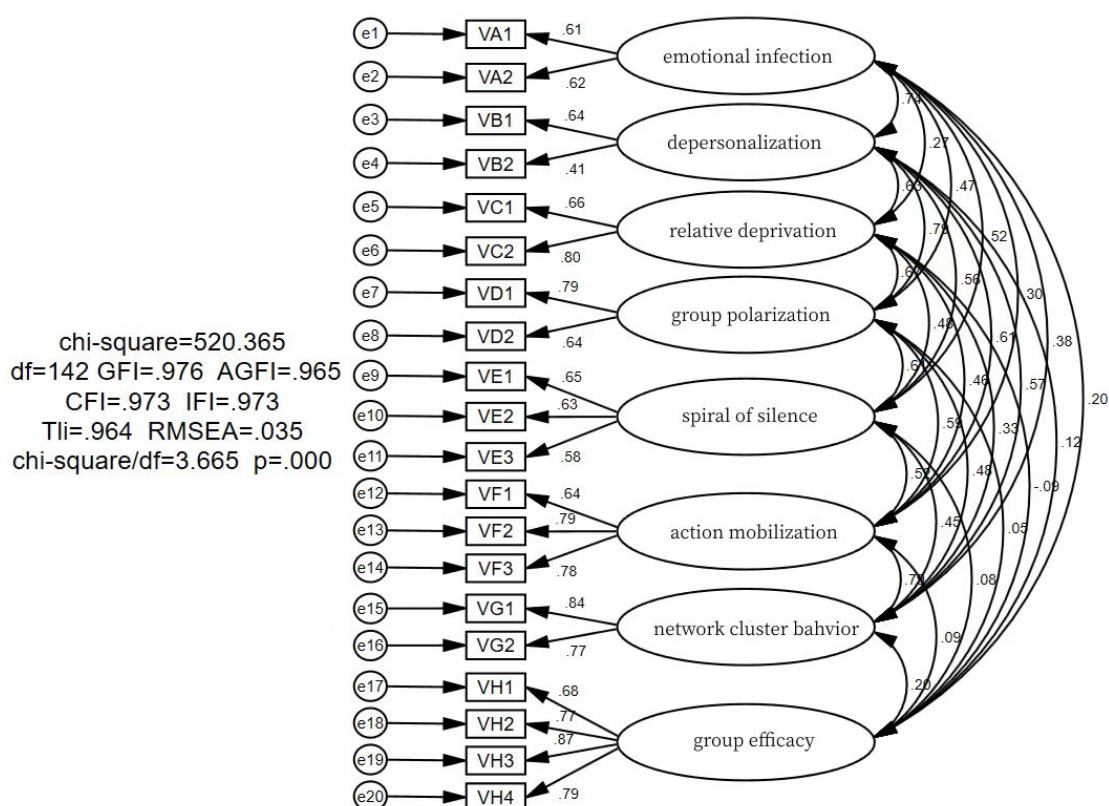 e1 VA1 .61 emotional infection
e2 VA2 .62
e3 VB1 .64 depersonalization
e4 VB2 .41
e5 VC1 .66 relative deprivation
e6 VC2 .80
e7 VD1 .79 group polarization
e8 VD2 .64
e9 VE1 .65
e10 VE2 .63 spiral of silence
e11 VE3 .58
e12 VF1 .64
e13 VF2 .79 action mobilization
e14 VF3 .78
e15 VG1 .84 network cluster bahvior
e16 VG2 .77
e17 VH1 .68
e18 VH2 .77 group efficacy
e19 VH3 .87
e20 VH4 .79
chi-square=520.365
df=142 GFI=.976 AGFI=.965
CFI=.973 IFI=.973
Tli=.964 RMSEA=.035
chi-square/df=3.665 p=.000
.74
.27
.47
.52
.30
.38
.20
.63
.79
.56
.61
.57
.12
.67
.48
.46
.33
-.09
.59
.48
.05
.45
.08
.09
.20